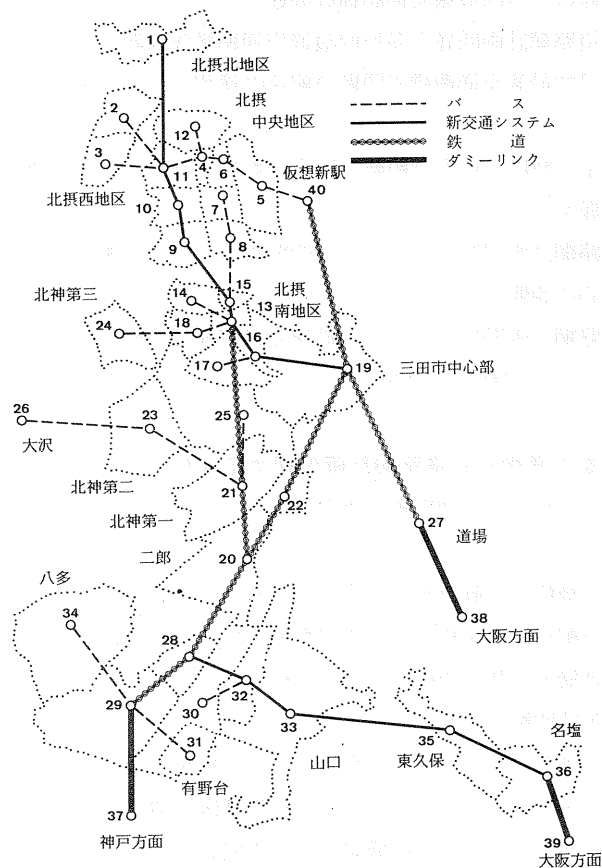 1
北摂北地区
2
12
北摂
中央地区
バス
新交通システム
鉄道
ダミーリンク
3
11
4
6
5
仮想新駅
40
北摂西地区
10
7
9
8
北神第三
14
15
13
北摂
南地区
24
18
16
17
19
三田市中心部
26
23
25
大沢
北神第二
21
22
北神第一
27
道場
二郎
20
八多
34
38
大阪方面
28
32
29
30
33
31
山口
35
東久保
名塩
36
有野台
37
神戸方面
39
大阪方面